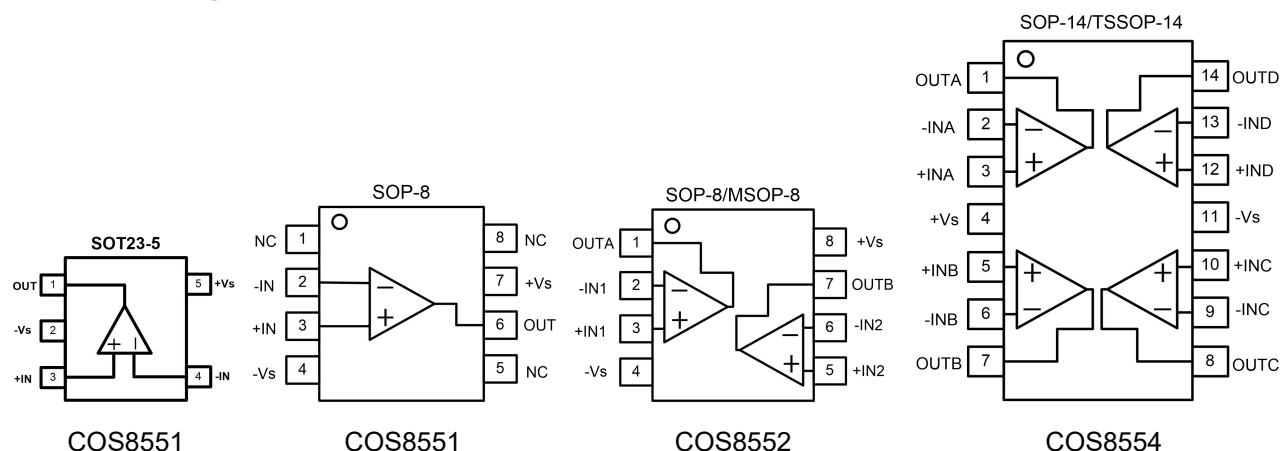 SOT23-5
OUT 1 5 +Vs
-Vs 2
+IN 3 4 -IN
+ −
COS8551
SOP-8
NC 1 8 NC
-IN 2 7 +Vs
+IN 3 6 OUT
-Vs 4 5 NC
−
+
COS8551
SOP-8/MSOP-8
OUTA 1 8 +Vs
-IN1 2 7 OUTB
+IN1 3 6 -IN2
-Vs 4 5 +IN2
− −
+ +
COS8552
SOP-14/TSSOP-14
OUTA 1 14 OUTD
-INA 2 − − 13 -IND
+INA 3 + + 12 +IND
+Vs 4 11 -Vs
+INB 5 + + 10 +INC
-INB 6 − − 9 -INC
OUTB 7 8 OUTC
COS8554